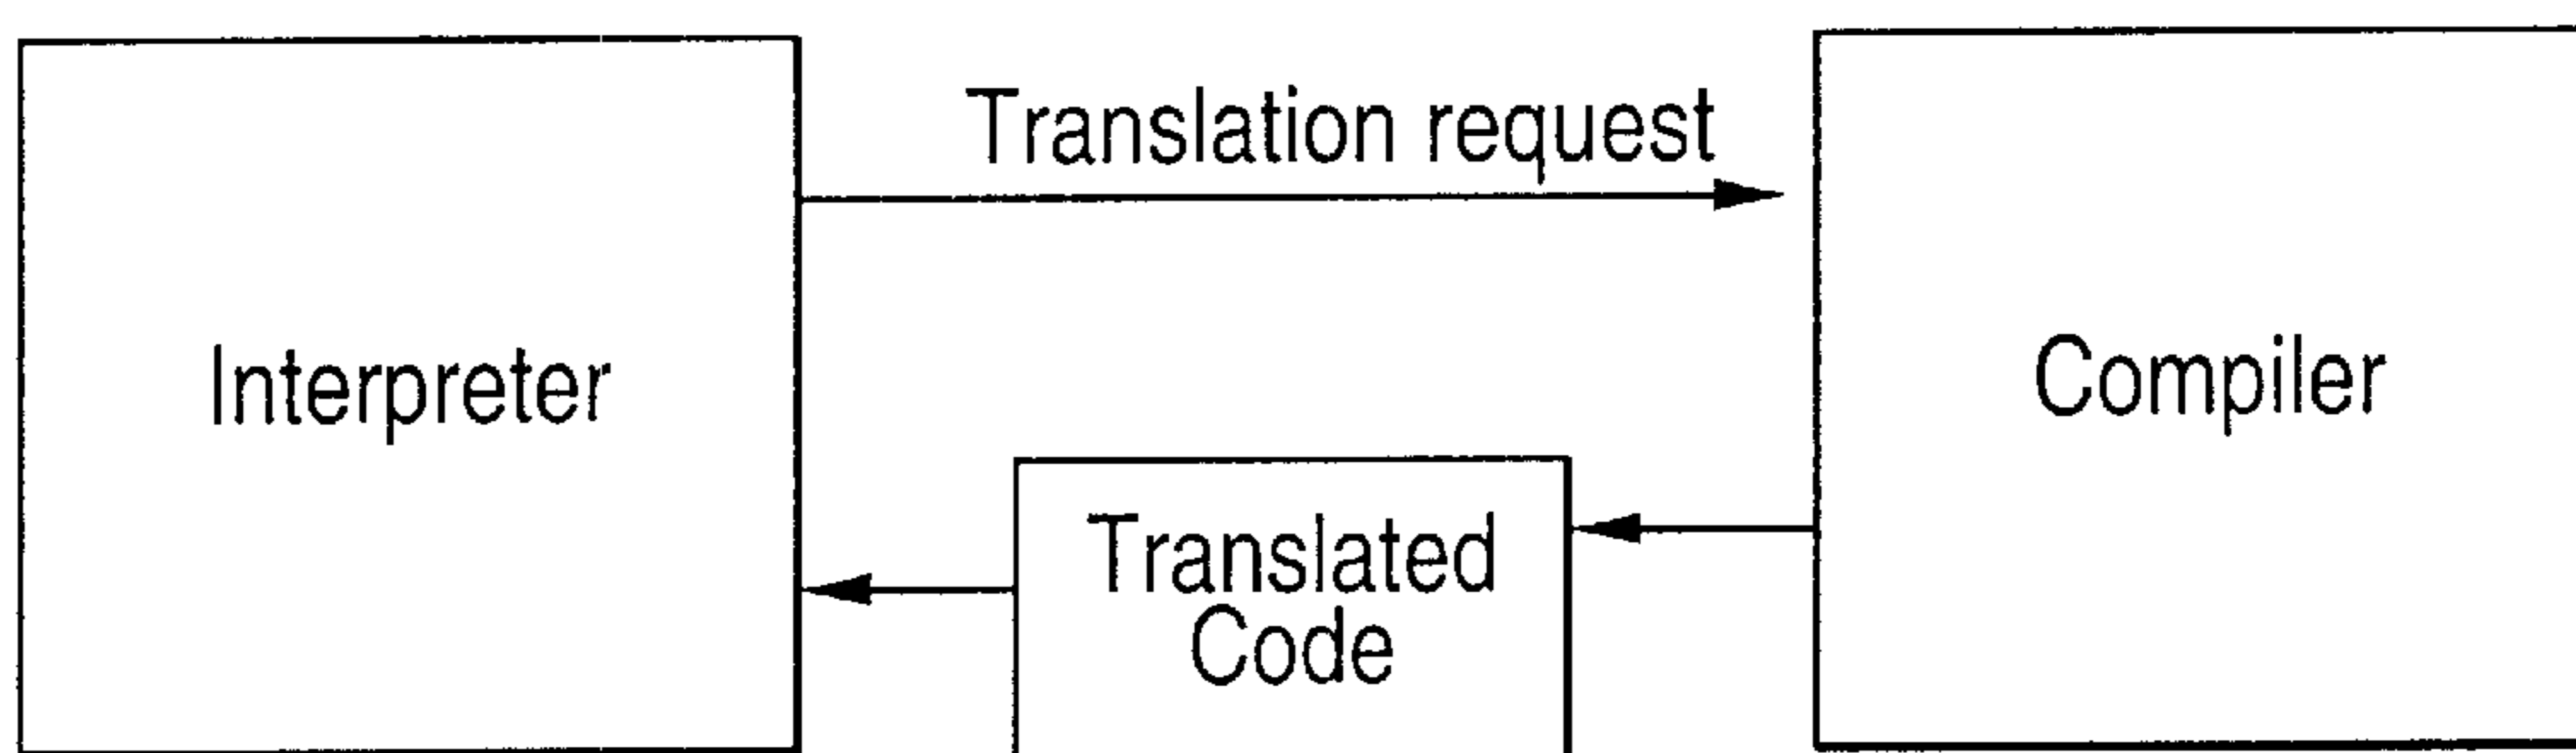 Translation request
Interpreter
Compiler
Translated
Code